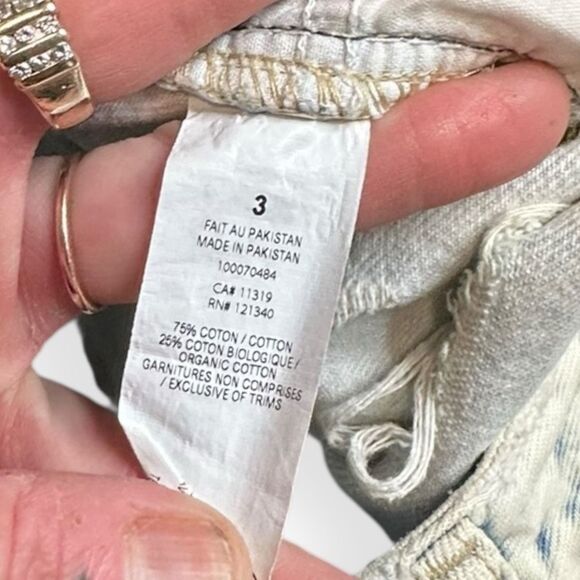 3
FAIT AU PAKISTAN
MADE IN PAKISTAN
100070484
CA# 11319
RN# 121340
75% COTON / COTTON
25% COTON BIOLOGIQUE /
ORGANIC COTTON
GARNITURES NON COMPRISES
/ EXCLUSIVE OF TRIMS